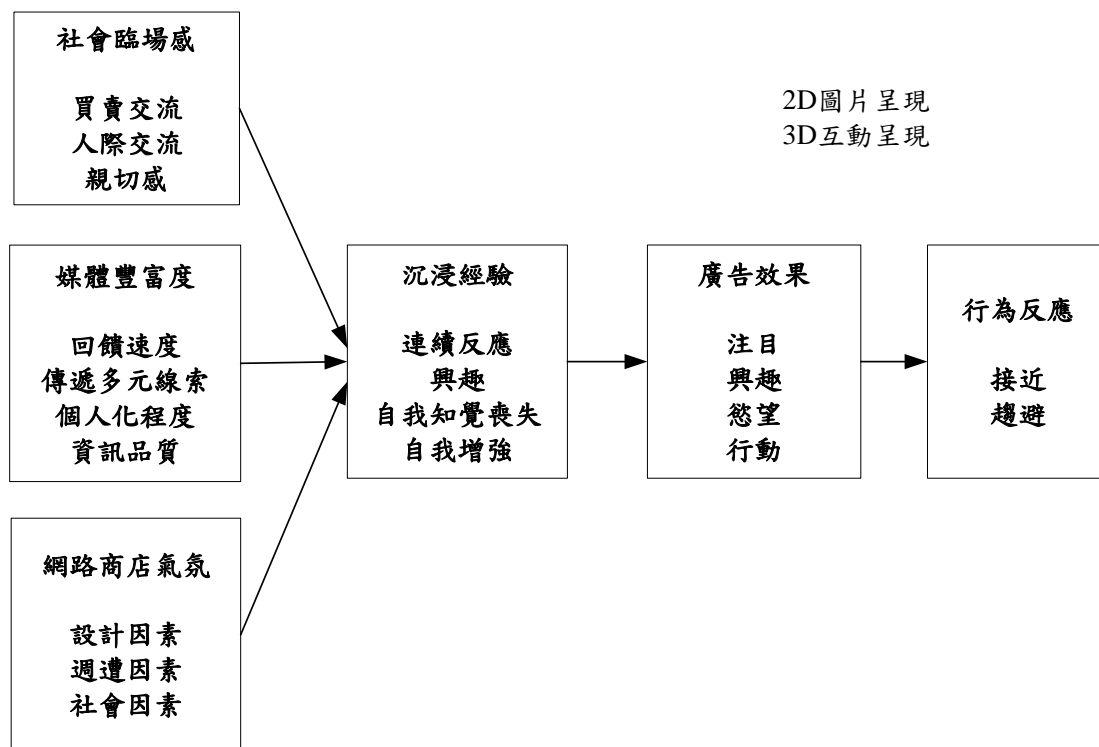 社會臨場感
買賣交流
人際交流
親切感
2D圖片呈現
3D互動呈現
媒體豐富度
回饋速度
傳遞多元線索
個人化程度
資訊品質
沉浸經驗
連續反應
興趣
自我知覺喪失
自我增強
廣告效果
注目
興趣
慾望
行動
行為反應
接近
趨避
網路商店氣氛
設計因素
週遭因素
社會因素